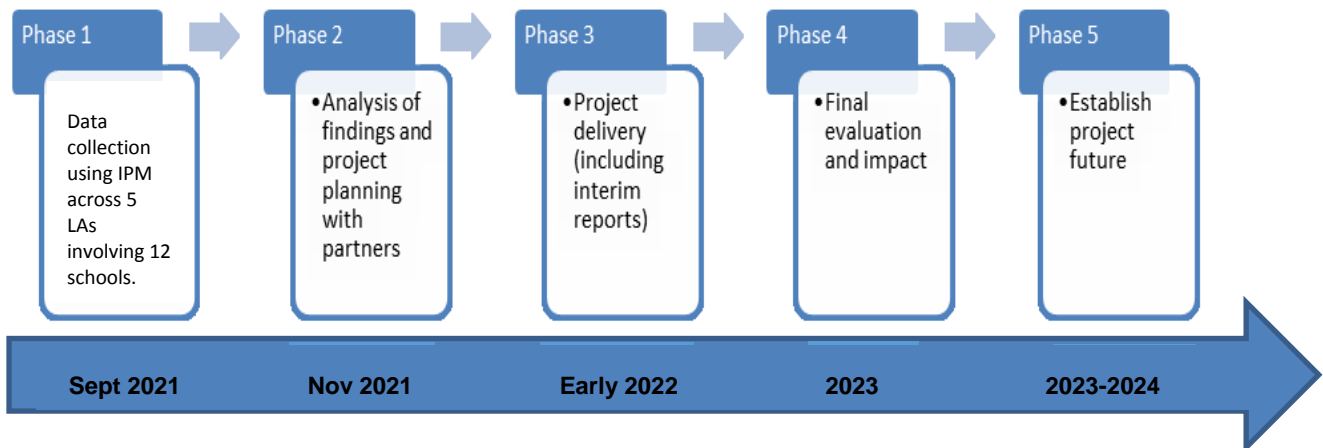 Phase 1
Data
collection
using IPM
across 5
LAs
involving 12
schools.
Phase 2
•Analysis of
findings and
project
planning
with
partners
Phase 3
•Project
delivery
(including
interim
reports)
Phase 4
•Final
evaluation
and impact
Phase 5
•Establish
project
future
Sept 2021
Nov 2021
Early 2022
2023
2023-2024